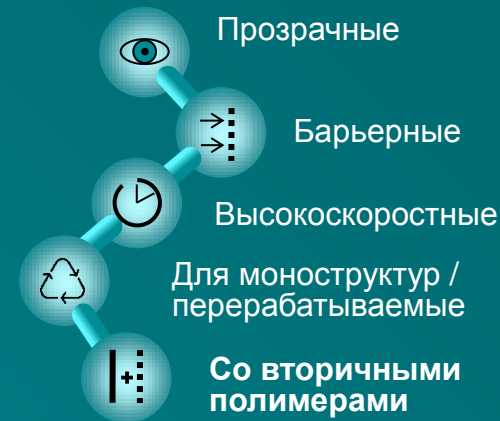 Прозрачные
Барьерные
Высокоскоростные
Для моноструктур /
перерабатываемые
Со вторичными
полимерами